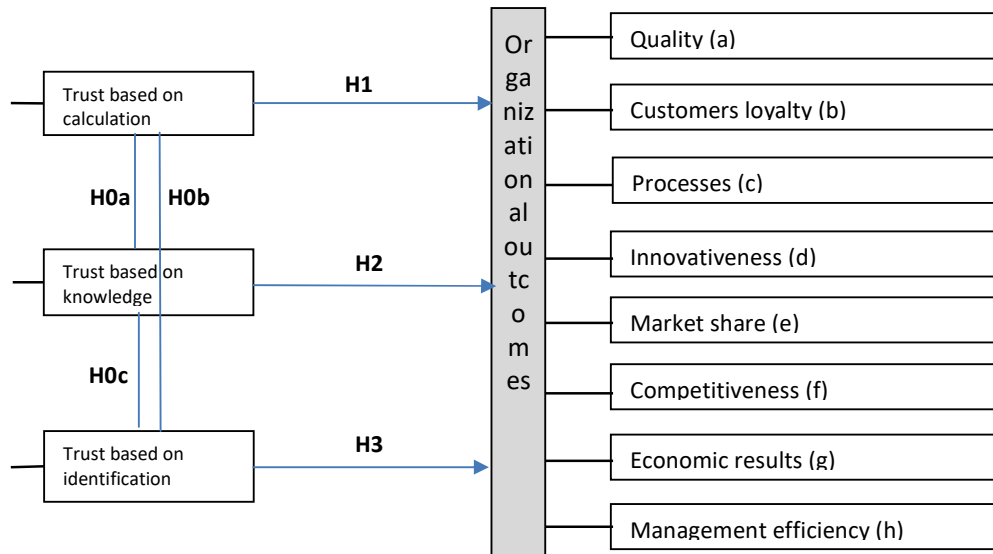 Trust based on
calculation
H1
H0a
H0b
Trust based on
knowledge
H2
H0c
Trust based on
identification
H3
Or
ga
niz
ati
on
al
ou
tc
o
m
es
Quality (a)
Customers loyalty (b)
Processes (c)
Innovativeness (d)
Market share (e)
Competitiveness (f)
Economic results (g)
Management efficiency (h)